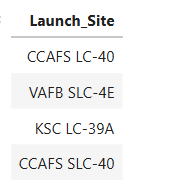 Launch_Site
CCAFS LC-40
VAFB SLC-4E
KSC LC-39A
CCAFS SLC-40